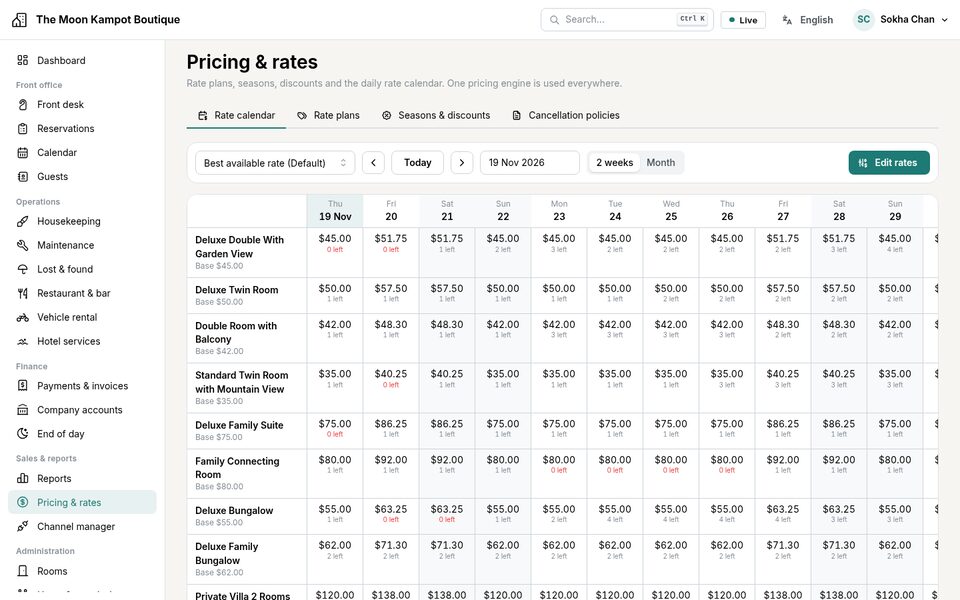 The Moon Kampot Boutique
Search... Ctrl K
Live
English
SC Sokha Chan
Dashboard
Front office
Front desk
Reservations
Calendar
Guests
Operations
Housekeeping
Maintenance
Lost & found
Restaurant & bar
Vehicle rental
Hotel services
Finance
Payments & invoices
Company accounts
End of day
Sales & reports
Reports
Pricing & rates
Channel manager
Administration
Rooms
Pricing & rates
Rate plans, seasons, discounts and the daily rate calendar. One pricing engine is used everywhere.
Rate calendar Rate plans Seasons & discounts Cancellation policies
Best available rate (Default) Today 19 Nov 2026 2 weeks Month Edit rates
Thu Fri Sat Sun Mon Tue Wed Thu Fri Sat Sun
19 Nov 20 21 22 23 24 25 26 27 28 29
Deluxe Double With Garden View
Base $45.00
$45.00 $51.75 $51.75 $45.00 $45.00 $45.00 $45.00 $45.00 $51.75 $51.75 $45.00
0 left 0 left 1 left 2 left 3 left 2 left 2 left 2 left 2 left 3 left 4 left
Deluxe Twin Room
Base $50.00
$50.00 $57.50 $57.50 $50.00 $50.00 $50.00 $50.00 $50.00 $57.50 $57.50 $50.00
1 left 1 left 1 left 1 left 1 left 2 left 2 left 2 left 2 left 2 left 2 left
Double Room with Balcony
Base $42.00
$42.00 $48.30 $48.30 $42.00 $42.00 $42.00 $42.00 $42.00 $48.30 $48.30 $42.00
1 left 1 left 1 left 1 left 2 left 3 left 3 left 3 left 2 left 2 left 2 left
Standard Twin Room with Mountain View
Base $35.00
$35.00 $40.25 $40.25 $35.00 $35.00 $35.00 $35.00 $35.00 $40.25 $40.25 $35.00
1 left 0 left 1 left 1 left 1 left 1 left 1 left 3 left 3 left 3 left 3 left
Deluxe Family Suite
Base $75.00
$75.00 $86.25 $86.25 $75.00 $75.00 $75.00 $75.00 $75.00 $86.25 $86.25 $75.00
0 left 1 left 1 left 1 left 1 left 1 left 1 left 1 left 1 left 1 left 1 left
Family Connecting Room
Base $80.00
$80.00 $92.00 $92.00 $80.00 $80.00 $80.00 $80.00 $80.00 $92.00 $92.00 $80.00
1 left 1 left 1 left 1 left 0 left 0 left 0 left 0 left 1 left 1 left 1 left
Deluxe Bungalow
Base $55.00
$55.00 $63.25 $63.25 $55.00 $55.00 $55.00 $55.00 $55.00 $63.25 $63.25 $55.00
1 left 0 left 0 left 1 left 2 left 4 left 4 left 4 left 4 left 3 left 3 left
Deluxe Family Bungalow
Base $62.00
$62.00 $71.30 $71.30 $62.00 $62.00 $62.00 $62.00 $62.00 $71.30 $71.30 $62.00
2 left 2 left 2 left 2 left 2 left 2 left 2 left 2 left 2 left 2 left 2 left
Private Villa 2 Rooms
$120.00 $138.00 $138.00 $120.00 $120.00 $120.00 $120.00 $120.00 $138.00 $138.00 $120.00